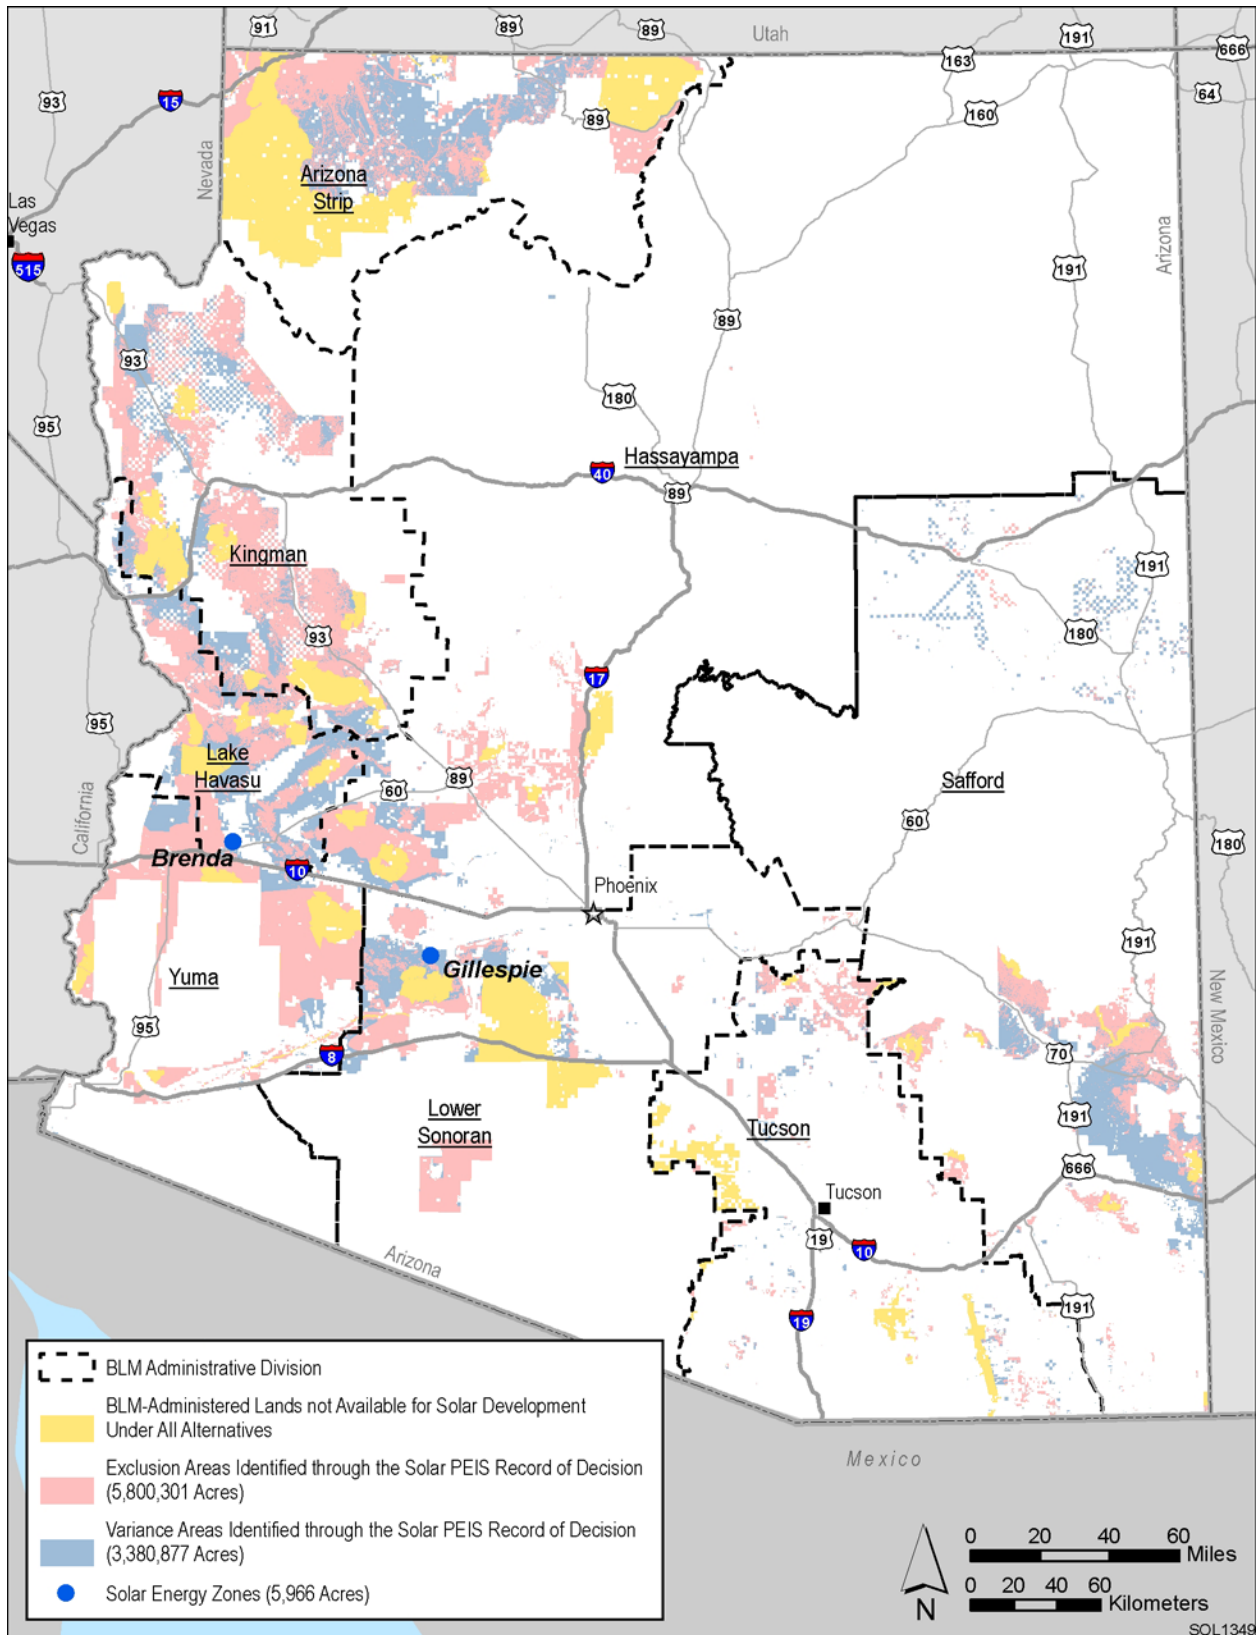 91
89
89
Utah
191
163
666
93
15
64
89
160
Nevada
Arizona
Strip
Las
Vegas
Arizona
515
191
89
93
180
95
Hassayampa
40
89
Kingman
191
93
180
17
95
Lake
Havasu
California
60
89
Safford
60
180
Brenda
10
Phoenix
191
Gillespie
Yuma
New Mexico
95
8
70
Lower
Sonoran
Tucson
191
666
Tucson
19
10
Arizona
191
19
BLM Administrative Division
BLM-Administered Lands not Available for Solar Development
Under All Alternatives
Exclusion Areas Identified through the Solar PEIS Record of Decision
(5,800,301 Acres)
Variance Areas Identified through the Solar PEIS Record of Decision
(3,380,877 Acres)
Solar Energy Zones (5,966 Acres)
Mexico
N
0 20 40 60
Miles
0 20 40 60
Kilometers
SOL1349